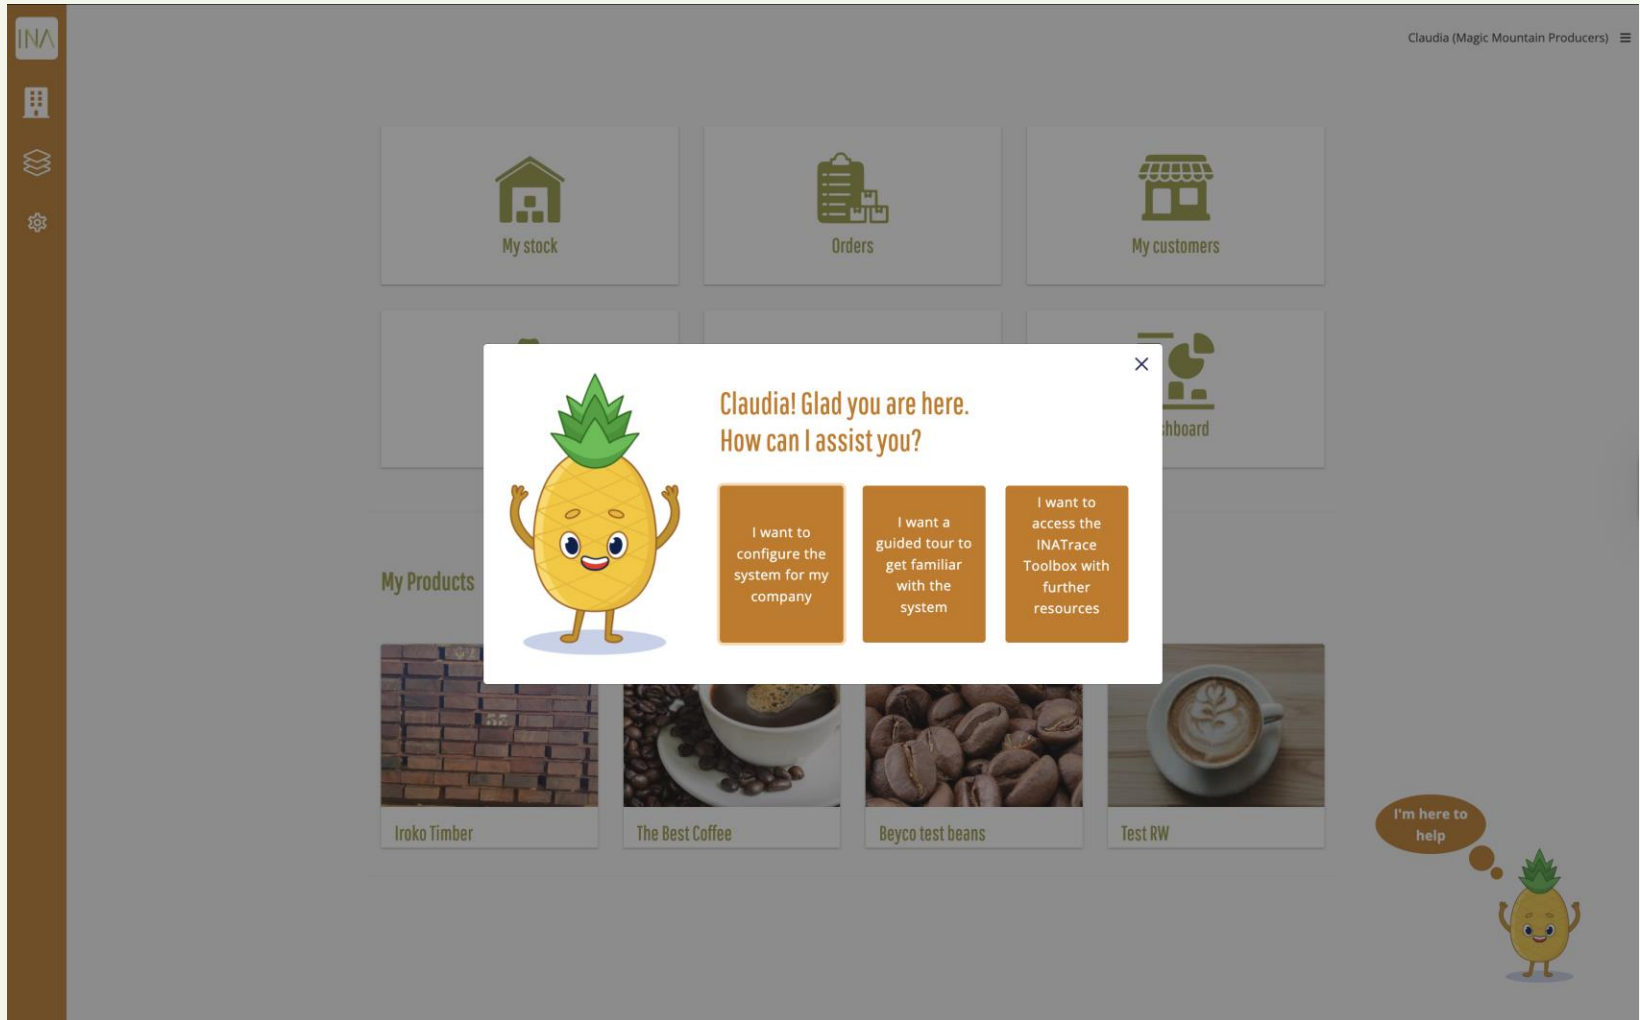 INA
Claudia (Magic Mountain Producers)
My stock
Orders
My customers
hboard
Claudia! Glad you are here.
How can I assist you?
I want to
configure the
system for my
company
I want a
guided tour to
get familiar
with the
system
I want to
access the
INATrace
Toolbox with
further
resources
My Products
Iroko Timber
The Best Coffee
Beyco test beans
Test RW
I'm here to
help